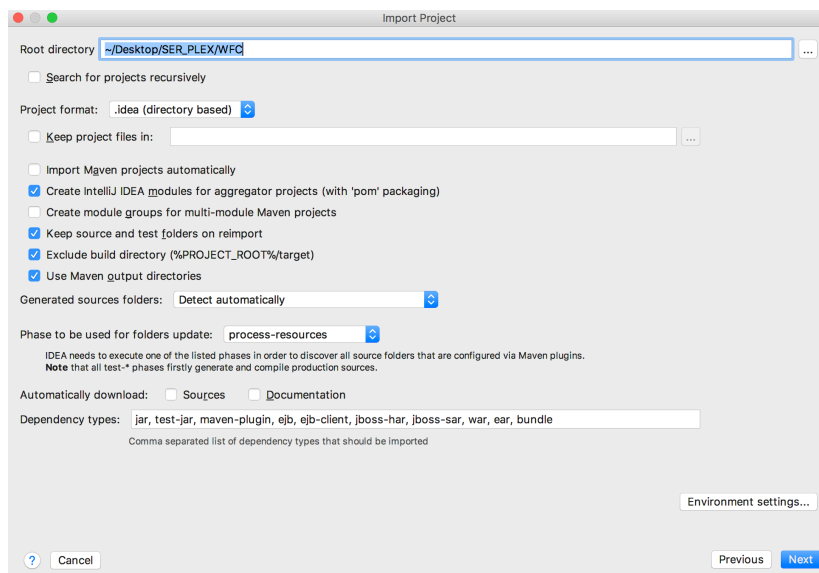 Import Project
Root directory ~/Desktop/SER_PLEX/WFC ...
Search for projects recursively
Project format: .idea (directory based)
Keep project files in: ...
Import Maven projects automatically
Create IntelliJ IDEA modules for aggregator projects (with 'pom' packaging)
Create module groups for multi-module Maven projects
Keep source and test folders on reimport
Exclude build directory (%PROJECT_ROOT%/target)
Use Maven output directories
Generated sources folders: Detect automatically
Phase to be used for folders update: process-resources
IDEA needs to execute one of the listed phases in order to discover all source folders that are configured via Maven plugins.
Note that all test-* phases firstly generate and compile production sources.
Automatically download: Sources Documentation
Dependency types: jar, test-jar, maven-plugin, ejb, ejb-client, jboss-har, jboss-sar, war, ear, bundle
Comma separated list of dependency types that should be imported
Environment settings...
? Cancel Previous Next